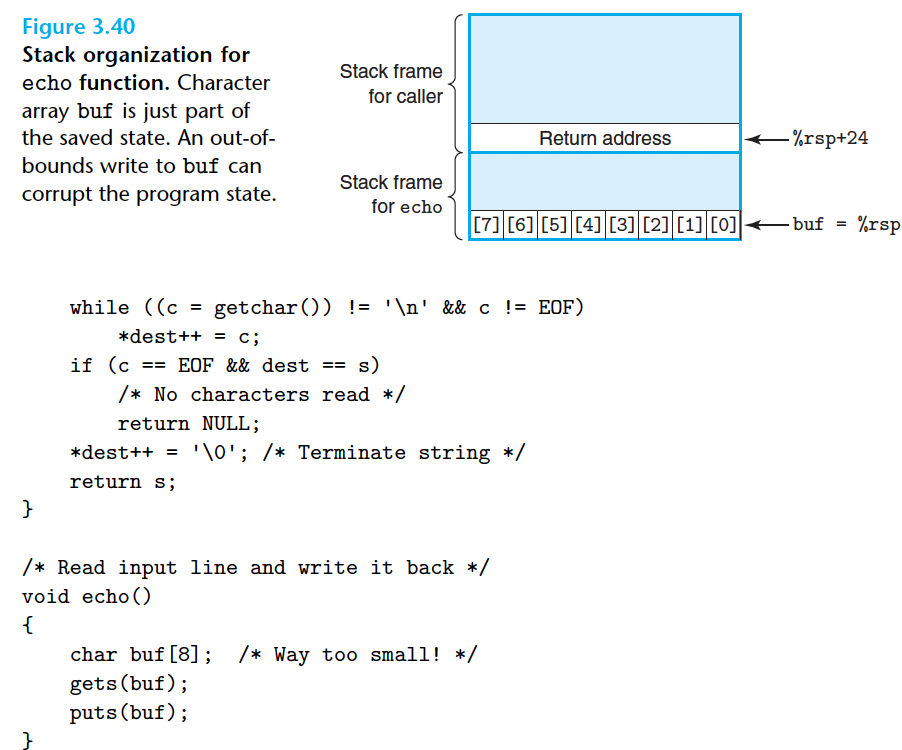 Figure 3.40
Stack organization for
echo function. Character
array buf is just part of
the saved state. An out-of-
bounds write to buf can
corrupt the program state.
Stack frame
for caller
Return address
%rsp+24
Stack frame
for echo
[7] [6] [5] [4] [3] [2] [1] [0]
buf = %rsp
while ((c = getchar()) != '\n' && c != EOF)
*dest++ = c;
if (c == EOF && dest == s)
/* No characters read */
return NULL;
*dest++ = '\0'; /* Terminate string */
return s;
}
/* Read input line and write it back */
void echo()
{
char buf[8]; /* Way too small! */
gets(buf);
puts(buf);
}